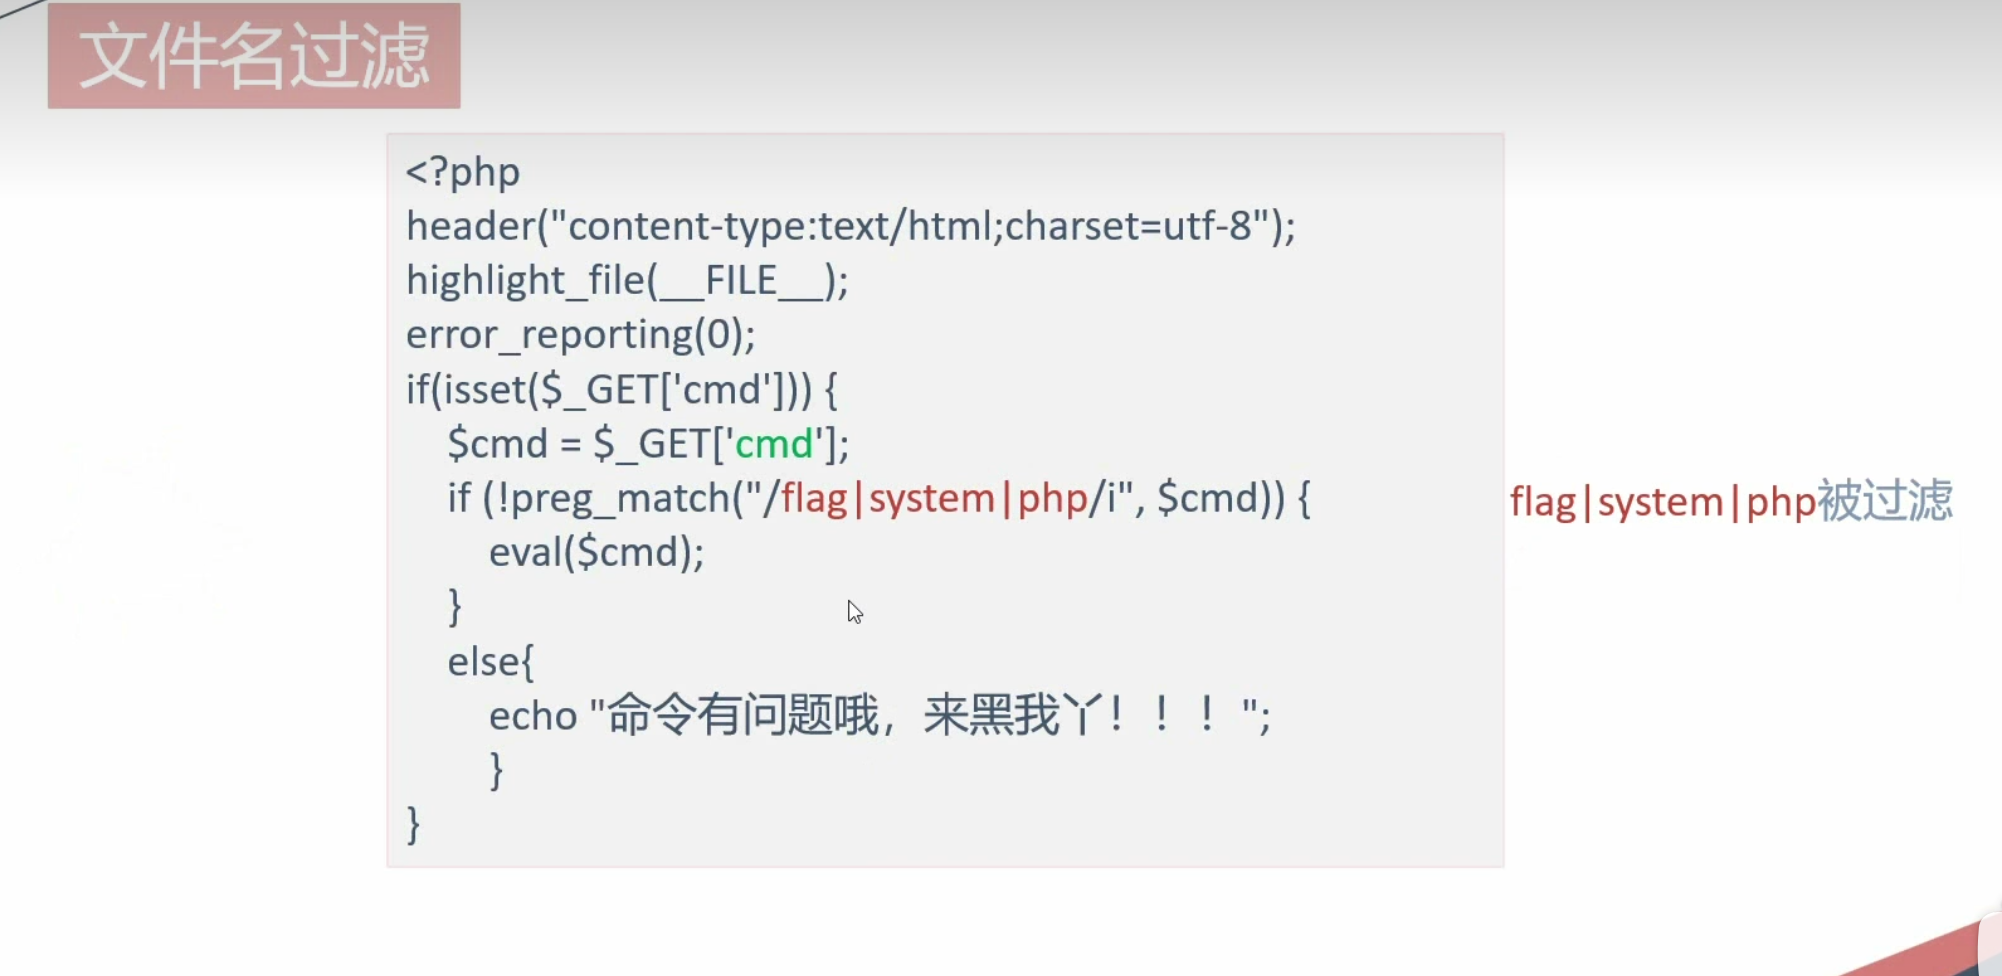 文件名过滤
<?php
header("content-type:text/html;charset=utf-8");
highlight_file(__FILE__);
error_reporting(0);
if(isset($_GET['cmd'])) {
$cmd = $_GET['cmd'];
if (!preg_match("/flag|system|php/i", $cmd)) {
flag|system|php被过滤
eval($cmd);
}
else{
echo "命令有问题哦，来黑我丫！！！";
}
}